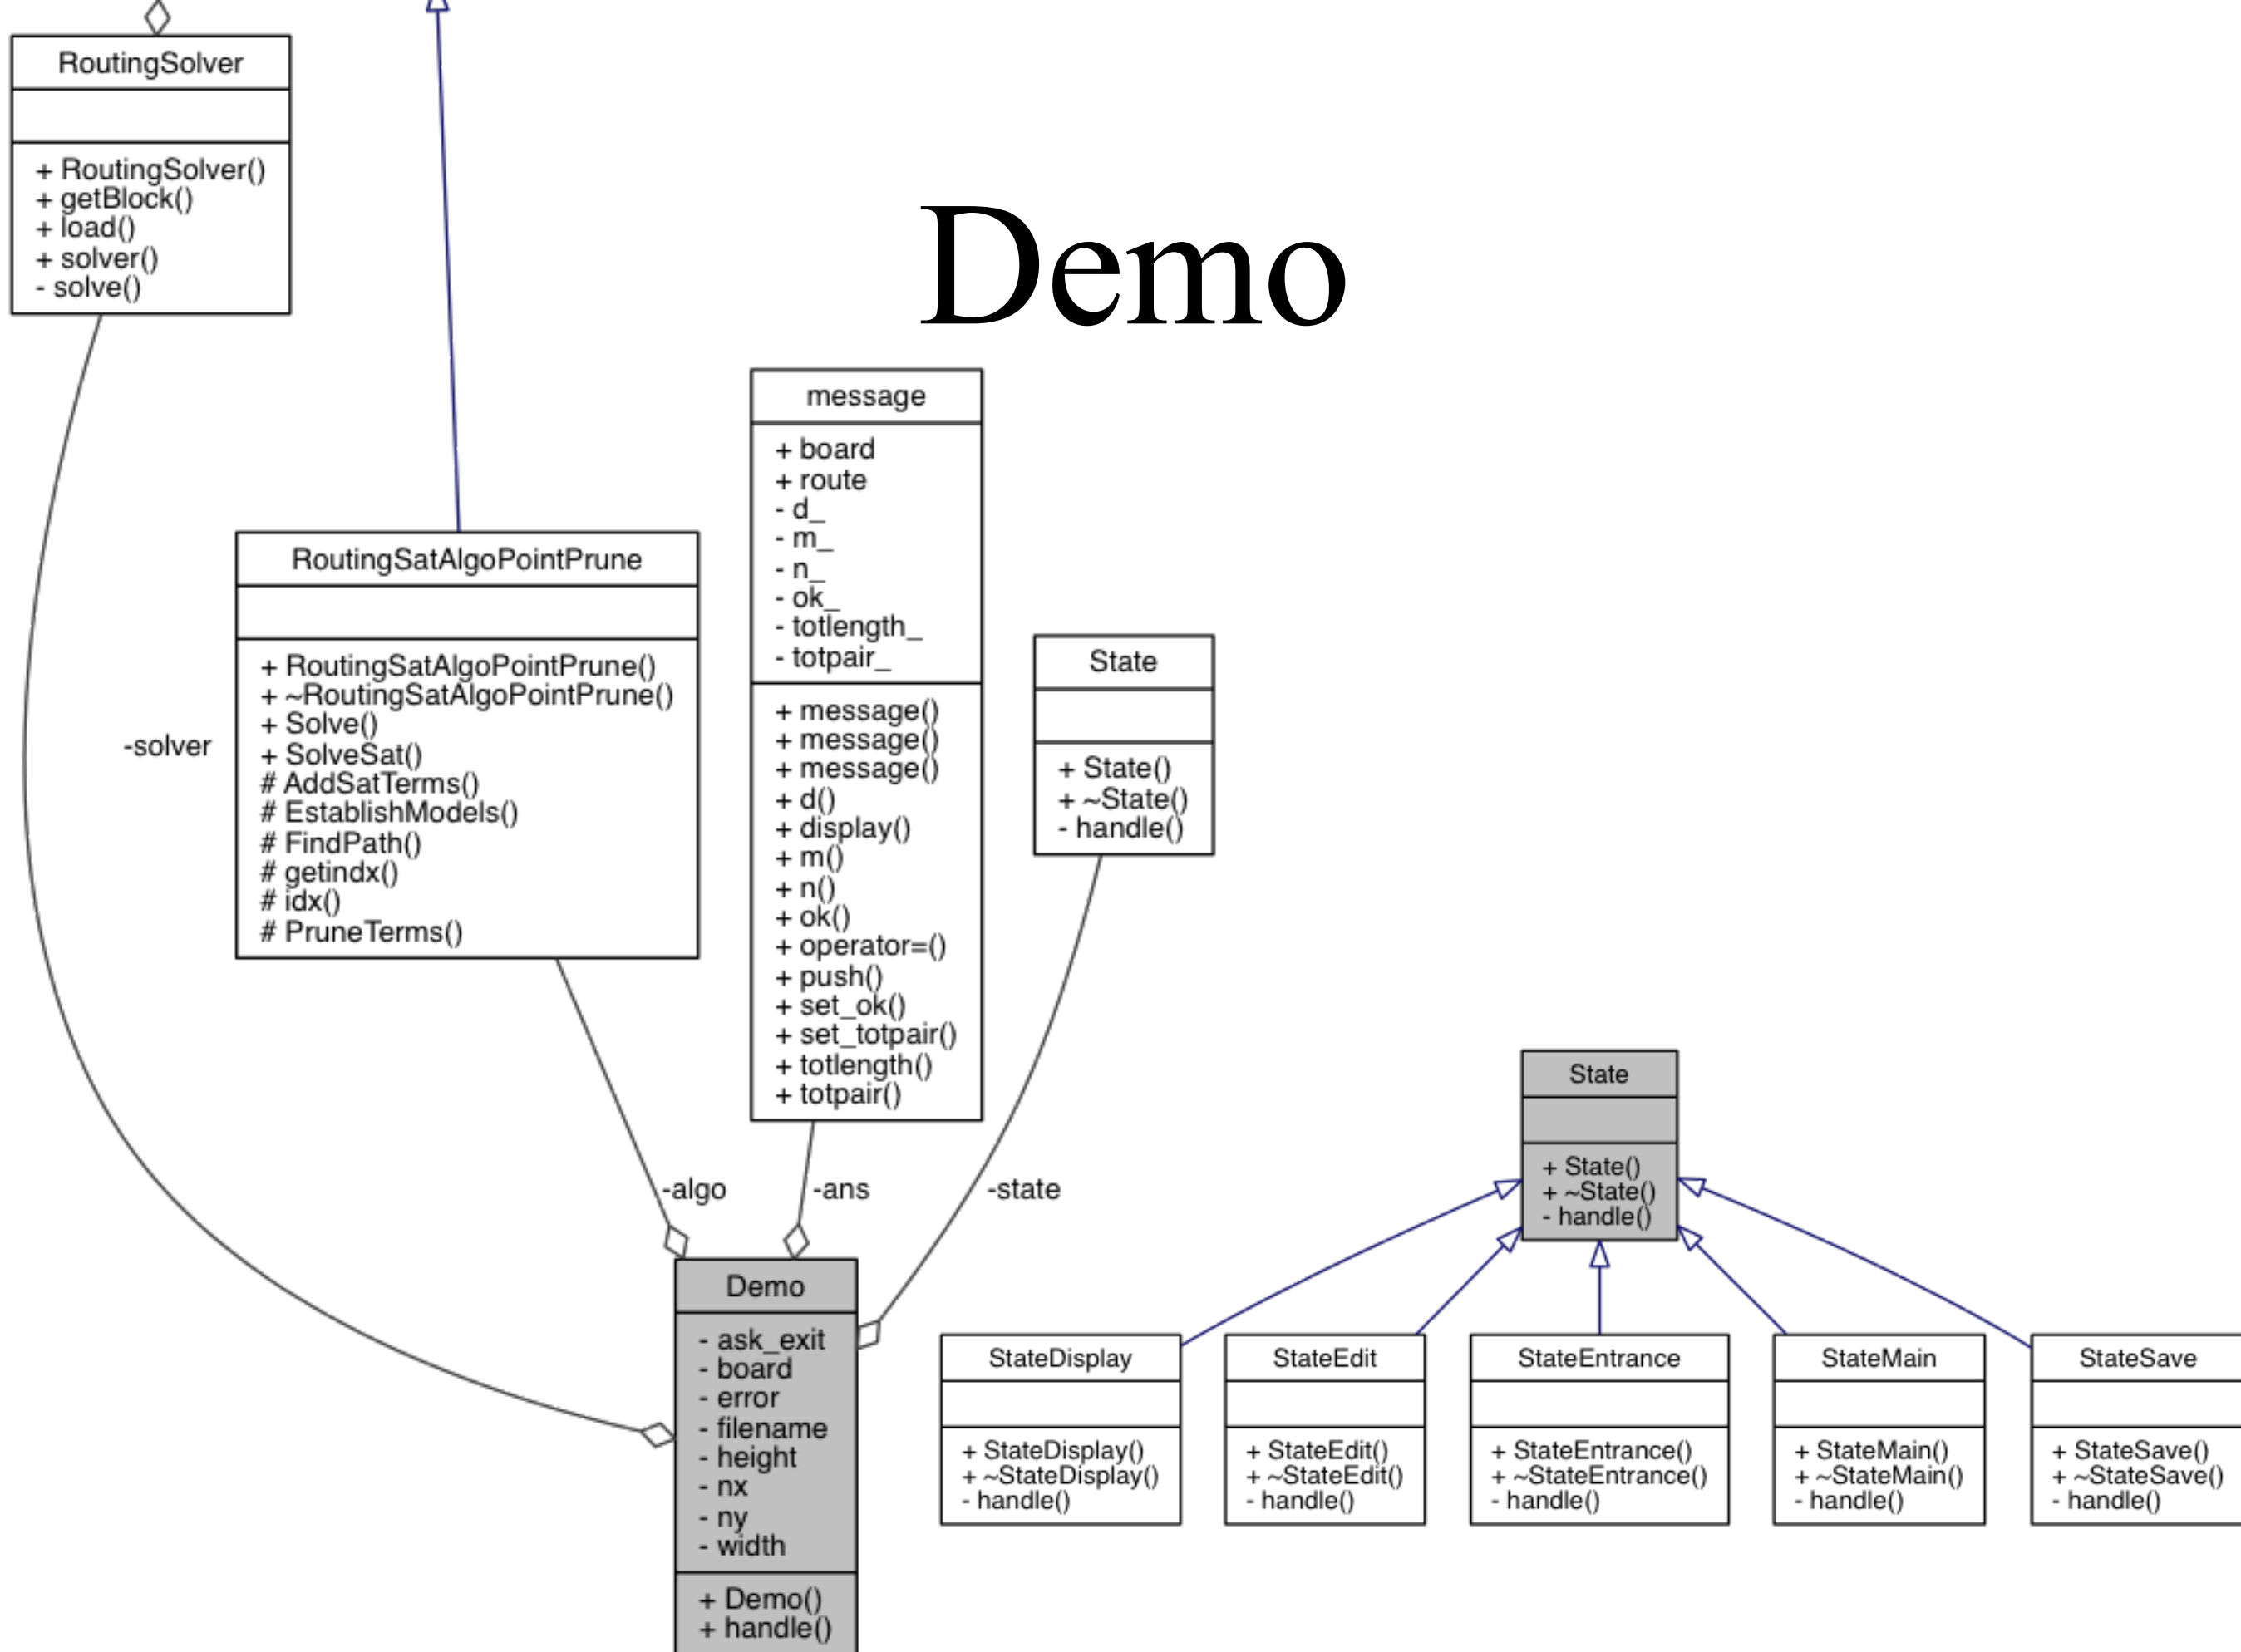 RoutingSolver
+ RoutingSolver()
+ getBlock()
+ load()
+ solver()
- solve()
Demo
message
+ board
+ route
- d_
- m_
- n_
- ok_
- totlength_
- totpair_
+ message()
+ message()
+ message()
+ d()
+ display()
+ m()
+ n()
+ ok()
+ operator=()
+ push()
+ set_ok()
+ set_totpair()
+ totlength()
+ totpair()
RoutingSatAlgoPointPrune
+ RoutingSatAlgoPointPrune()
+ ~RoutingSatAlgoPointPrune()
+ Solve()
+ SolveSat()
# AddSatTerms()
# EstablishModels()
# FindPath()
# getindx()
# idx()
# PruneTerms()
State
+ State()
+ ~State()
- handle()
-solver
-algo
-ans
-state
Demo
- ask_exit
- board
- error
- filename
- height
- nx
- ny
- width
+ Demo()
+ handle()
State
+ State()
+ ~State()
- handle()
StateDisplay
+ StateDisplay()
+ ~StateDisplay()
- handle()
StateEdit
+ StateEdit()
+ ~StateEdit()
- handle()
StateEntrance
+ StateEntrance()
+ ~StateEntrance()
- handle()
StateMain
+ StateMain()
+ ~StateMain()
- handle()
StateSave
+ StateSave()
+ ~StateSave()
- handle()